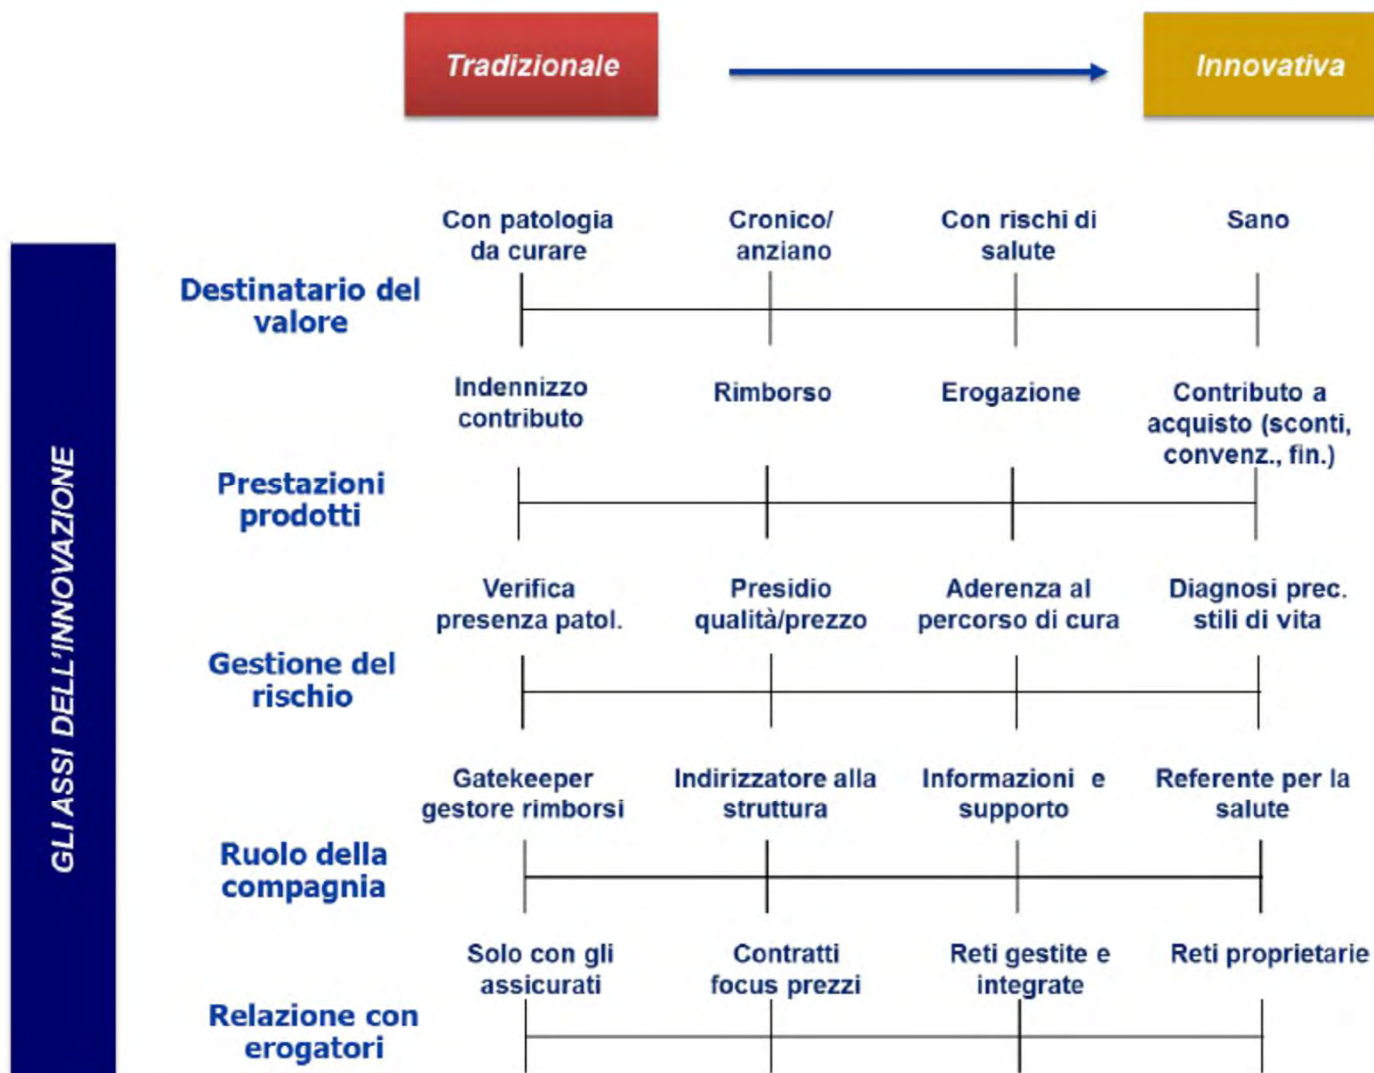 Tradizionale
Innovativa
Con patologia
da curare
Cronico/
anziano
Con rischi di
salute
Sano
Destinatario del
valore
Indennizzo
contributo
Rimborso
Erogazione
Contributo a
acquisto (sconti,
convenz., fin.)
Prestazioni
prodotti
Verifica
presenza patol.
Presidio
qualità/prezzo
Aderenza al
percorso di cura
Diagnosi prec.
stili di vita
Gestione del
rischio
Gatekeeper
gestore rimborsi
Indirizzatore alla
struttura
Informazioni e
supporto
Referente per la
salute
Ruolo della
compagnia
Solo con gli
assicurati
Contratti
focus prezzi
Reti gestite e
integrate
Reti proprietarie
Relazione con
erogatori
GLI ASSI DELL'INNOVAZIONE